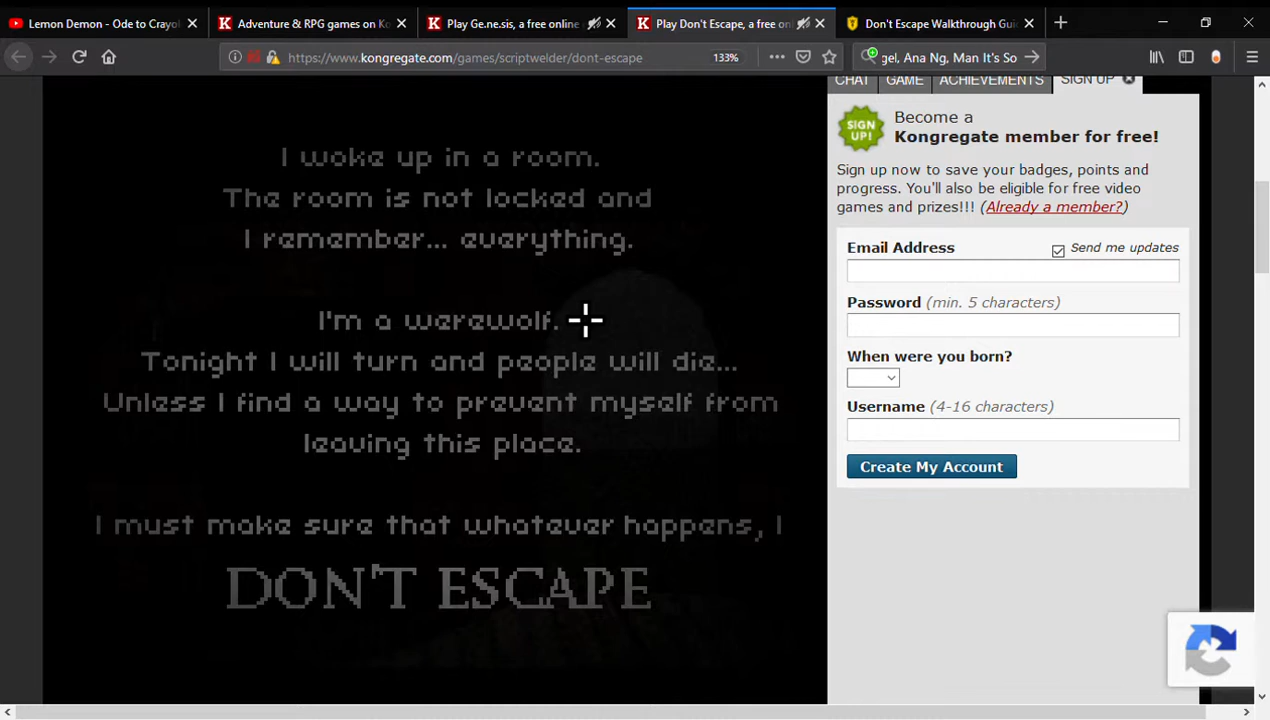 Lemon Demon - Ode to Crayol
Adventure & RPG games on Ko
Play Ge.ne.sis, a free online
Play Don't Escape, a free onl
Don't Escape Walkthrough Gui
https://www.kongregate.com/games/scriptwelder/dont-escape
133%
gel, Ana Ng, Man It's So
I woke up in a room.
The room is not locked and
I remember... everything.
I'm a werewolf.
Tonight I will turn and people will die...
Unless I find a way to prevent myself from
leaving this place.
I must make sure that whatever happens, I
DON'T ESCAPE
CHAT
GAME
ACHIEVEMENTS
SIGN UP
SIGN UP!
Become a
Kongregate member for free!
Sign up now to save your badges, points and
progress. You'll also be eligible for free video
games and prizes!!! (Already a member?)
Email Address
Send me updates
Password (min. 5 characters)
When were you born?
Username (4-16 characters)
Create My Account